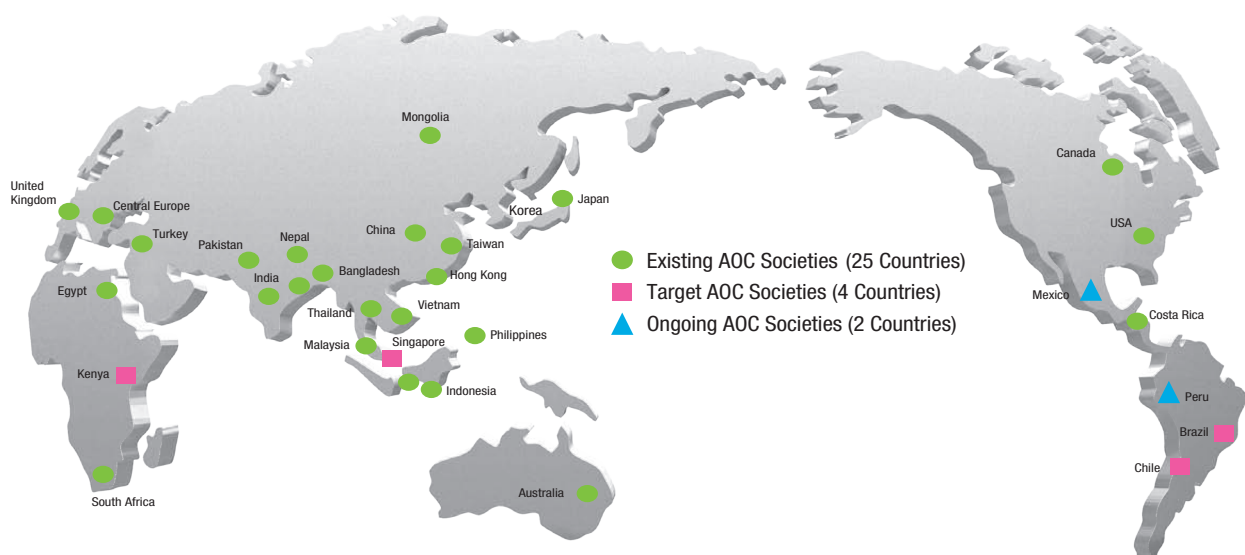 Mongolia
Canada
United
Kingdom
Central Europe
Japan
Korea
Turkey
Pakistan
Nepal
China
Taiwan
USA
India
Bangladesh
Hong Kong
Existing AOC Societies (25 Countries)
Egypt
Thailand
Vietnam
Target AOC Societies (4 Countries)
Mexico
Costa Rica
Malaysia
Singapore
Philippines
Ongoing AOC Societies (2 Countries)
Kenya
Indonesia
Peru
Brazil
Chile
South Africa
Australia